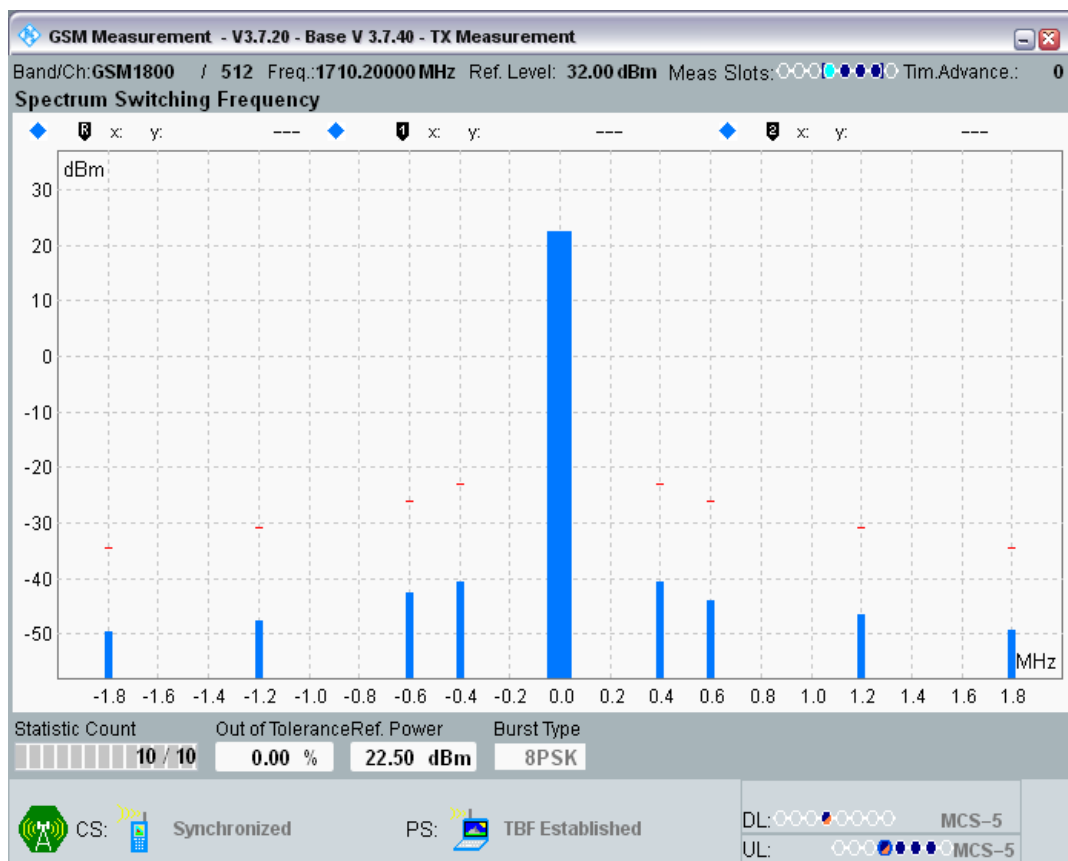 GSM Measurement - V3.7.20 - Base V 3.7.40 - TX Measurement
Band/Ch:GSM1800 / 512 Freq.:1710.20000 MHz Ref. Level: 32.00 dBm Meas Slots: Tim.Advance.: 0
Spectrum Switching Frequency
R x: y: --- 1 x: y: --- 2 x: y: ---
dBm
30
20
10
0
-10
-20
-30
-40
-50
MHz
-1.8 -1.6 -1.4 -1.2 -1.0 -0.8 -0.6 -0.4 -0.2 0.0 0.2 0.4 0.6 0.8 1.0 1.2 1.4 1.6 1.8
Statistic Count Out of Tolerance Ref. Power Burst Type
10 / 10 0.00 % 22.50 dBm 8PSK
CS: Synchronized PS: TBF Established
DL: MCS-5
UL: MCS-5